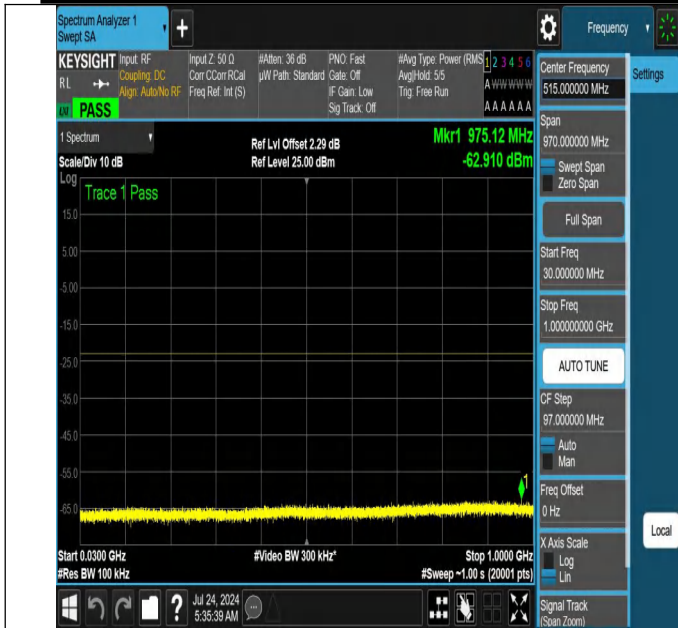 Spectrum Analyzer 1
Swept SA
+
Frequency
KEYSIGHT
RL
PASS
Input: RF
Coupling: DC
Align: Auto/No RF
Input Z: 50 Ω
Corr CCorr RCal
Freq Ref: Int (S)
#Atten: 36 dB
µW Path: Standard
PNO: Fast
Gate: Off
IF Gain: Low
Sig Track: Off
#Avg Type: Power (RMS
Avg|Hold: 5/5
Trig: Free Run
1 2 3 4 5 6
A W W W W W
A A A A A A
1 Spectrum
Scale/Div 10 dB
Log
Ref Lvl Offset 2.29 dB
Ref Level 25.00 dBm
Mkr1 975.12 MHz
-62.910 dBm
Trace 1 Pass
15.0
5.00
-5.00
-15.0
-25.0
-35.0
-45.0
-55.0
-65.0
1
Start 0.0300 GHz
#Res BW 100 kHz
#Video BW 300 kHz*
Stop 1.0000 GHz
#Sweep ~1.00 s (20001 pts)
?
Jul 24, 2024
5:35:39 AM
Center Frequency
515.000000 MHz
Span
970.000000 MHz
Swept Span
Zero Span
Full Span
Start Freq
30.000000 MHz
Stop Freq
1.000000000 GHz
AUTO TUNE
CF Step
97.000000 MHz
Auto
Man
Freq Offset
0 Hz
X Axis Scale
Log
Lin
Signal Track
(Span Zoom)
Settings
Local